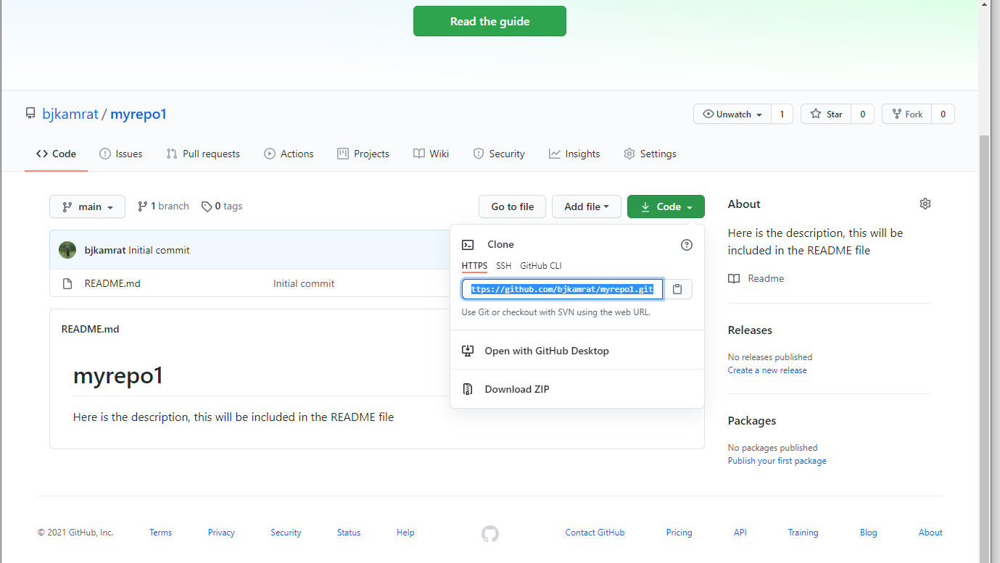 Read the guide
bjkamrat / myrepo1
Unwatch 1 Star 0 Fork 0
Code Issues Pull requests Actions Projects Wiki Security Insights Settings
main 1 branch 0 tags Go to file Add file Code
bjkamrat Initial commit
README.md Initial commit
Clone
HTTPS SSH GitHub CLI
ttps://github.com/bjkamrat/myrepo1.git
Use Git or checkout with SVN using the web URL.
Open with GitHub Desktop
Download ZIP
README.md
myrepo1
Here is the description, this will be included in the README file
About
Here is the description, this will be
included in the README file
Readme
Releases
No releases published
Create a new release
Packages
No packages published
Publish your first package
© 2021 GitHub, Inc. Terms Privacy Security Status Help Contact GitHub Pricing API Training Blog About